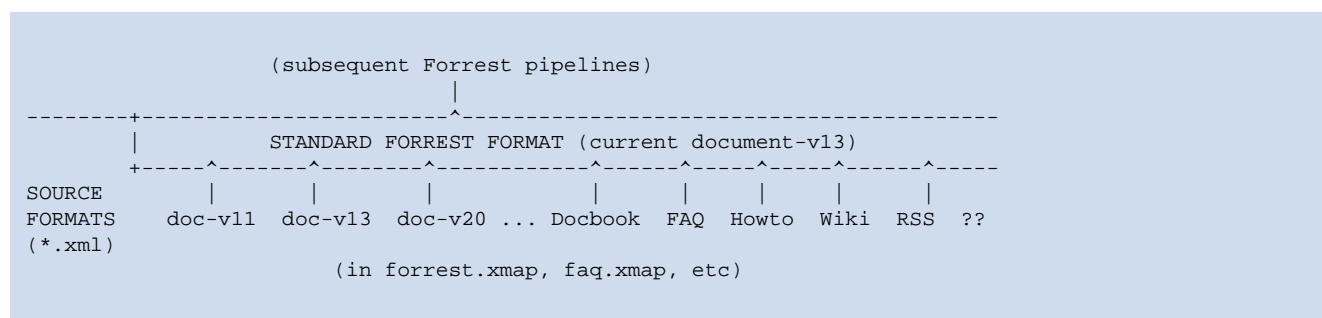 (subsequent Forrest pipelines)
|
--------+------------------------^-----------------------------------------
| STANDARD FORREST FORMAT (current document-v13)
+-----^-------^--------^------------^------^-----^-----^------^-----
SOURCE | | | | | | | |
FORMATS doc-v11 doc-v13 doc-v20 ... Docbook FAQ Howto Wiki RSS ??
(*.xml)
(in forrest.xmap, faq.xmap, etc)